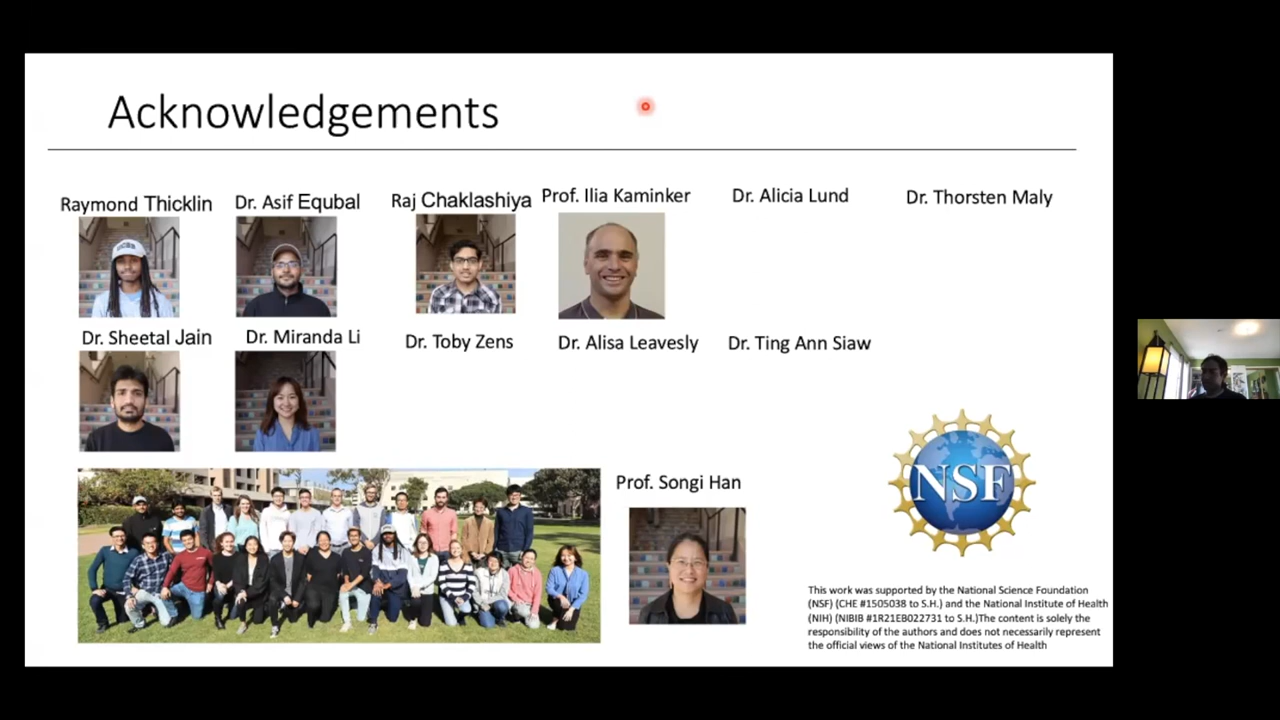 Acknowledgements
Raymond Thicklin
Dr. Asif Equbal
Raj Chaklashiya
Prof. Ilia Kaminker
Dr. Alicia Lund
Dr. Thorsten Maly
Dr. Sheetal Jain
Dr. Miranda Li
Dr. Toby Zens
Dr. Alisa Leavesly
Dr. Ting Ann Siaw
Prof. Songi Han
NSF
This work was supported by the National Science Foundation
(NSF) (CHE #1505038 to S.H.) and the National Institute of Health
(NIH) (NIBIB #1R21EB022731 to S.H.)The content is solely the
responsibility of the authors and does not necessarily represent
the official views of the National Institutes of Health